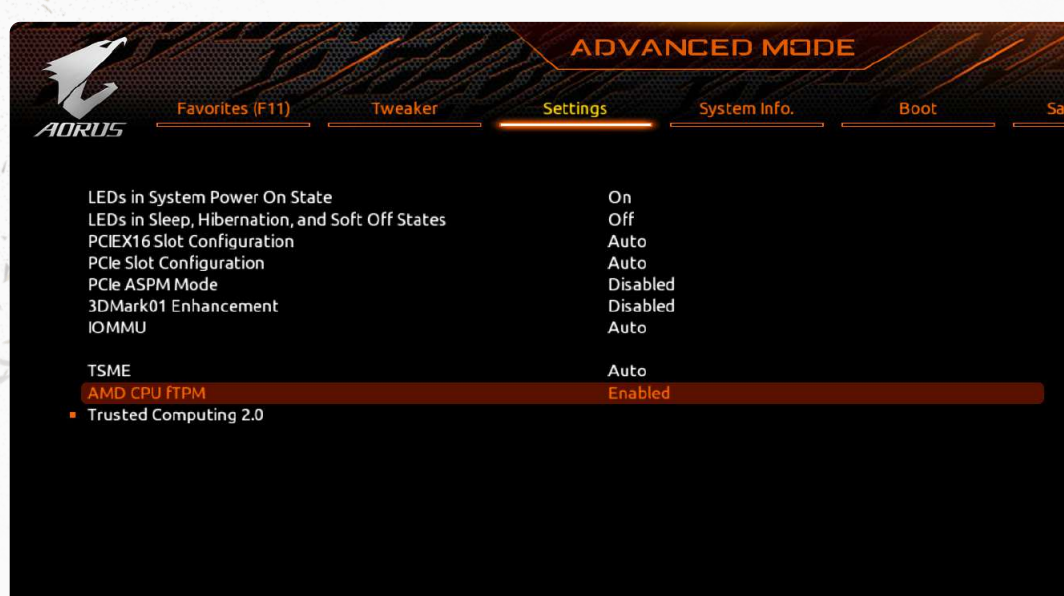 ADVANCED MODE
Favorites (F11) Tweaker Settings System Info. Boot Sa
AORUS
LEDs in System Power On State On
LEDs in Sleep, Hibernation, and Soft Off States Off
PCIEX16 Slot Configuration Auto
PCIe Slot Configuration Auto
PCIe ASPM Mode Disabled
3DMark01 Enhancement Disabled
IOMMU Auto
TSME Auto
AMD CPU fTPM Enabled
Trusted Computing 2.0